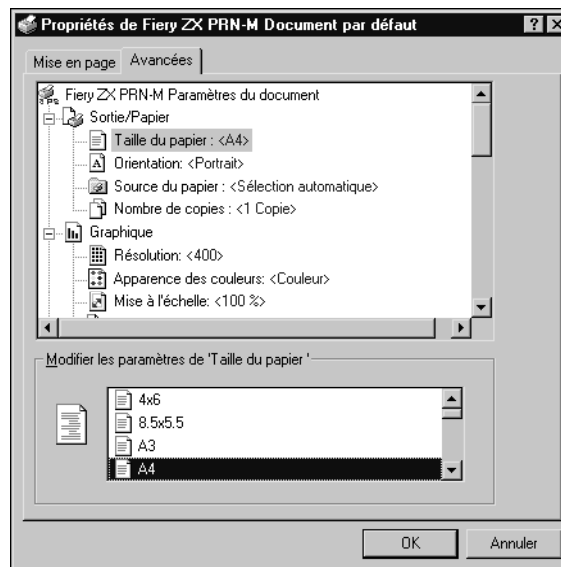 Propriétés de Fiery ZX PRN-M Document par défaut
Mise en page
Avancées
Fiery ZX PRN-M Paramètres du document
Sortie/Papier
Taille du papier : <A4>
Orientation: <Portrait>
Source du papier : <Sélection automatique>
Nombre de copies : <1 Copie>
Graphique
Résolution: <400>
Apparence des couleurs: <Couleur>
Mise à l'échelle: <100 %>
Modifier les paramètres de 'Taille du papier '
4x6
8.5x5.5
A3
A4
OK
Annuler